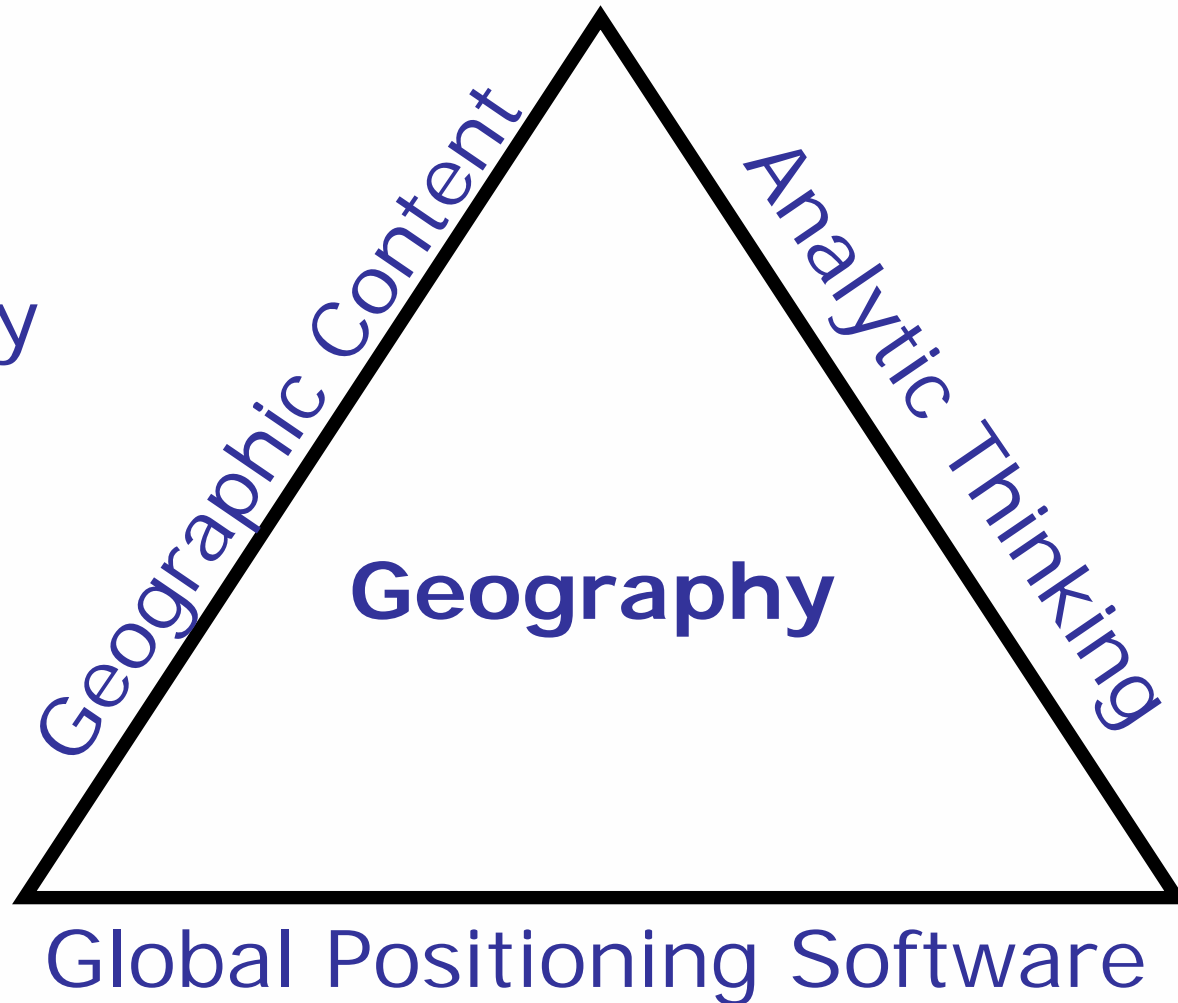 Geographic Content
Analytic Thinking
y
Geography
Global Positioning Software